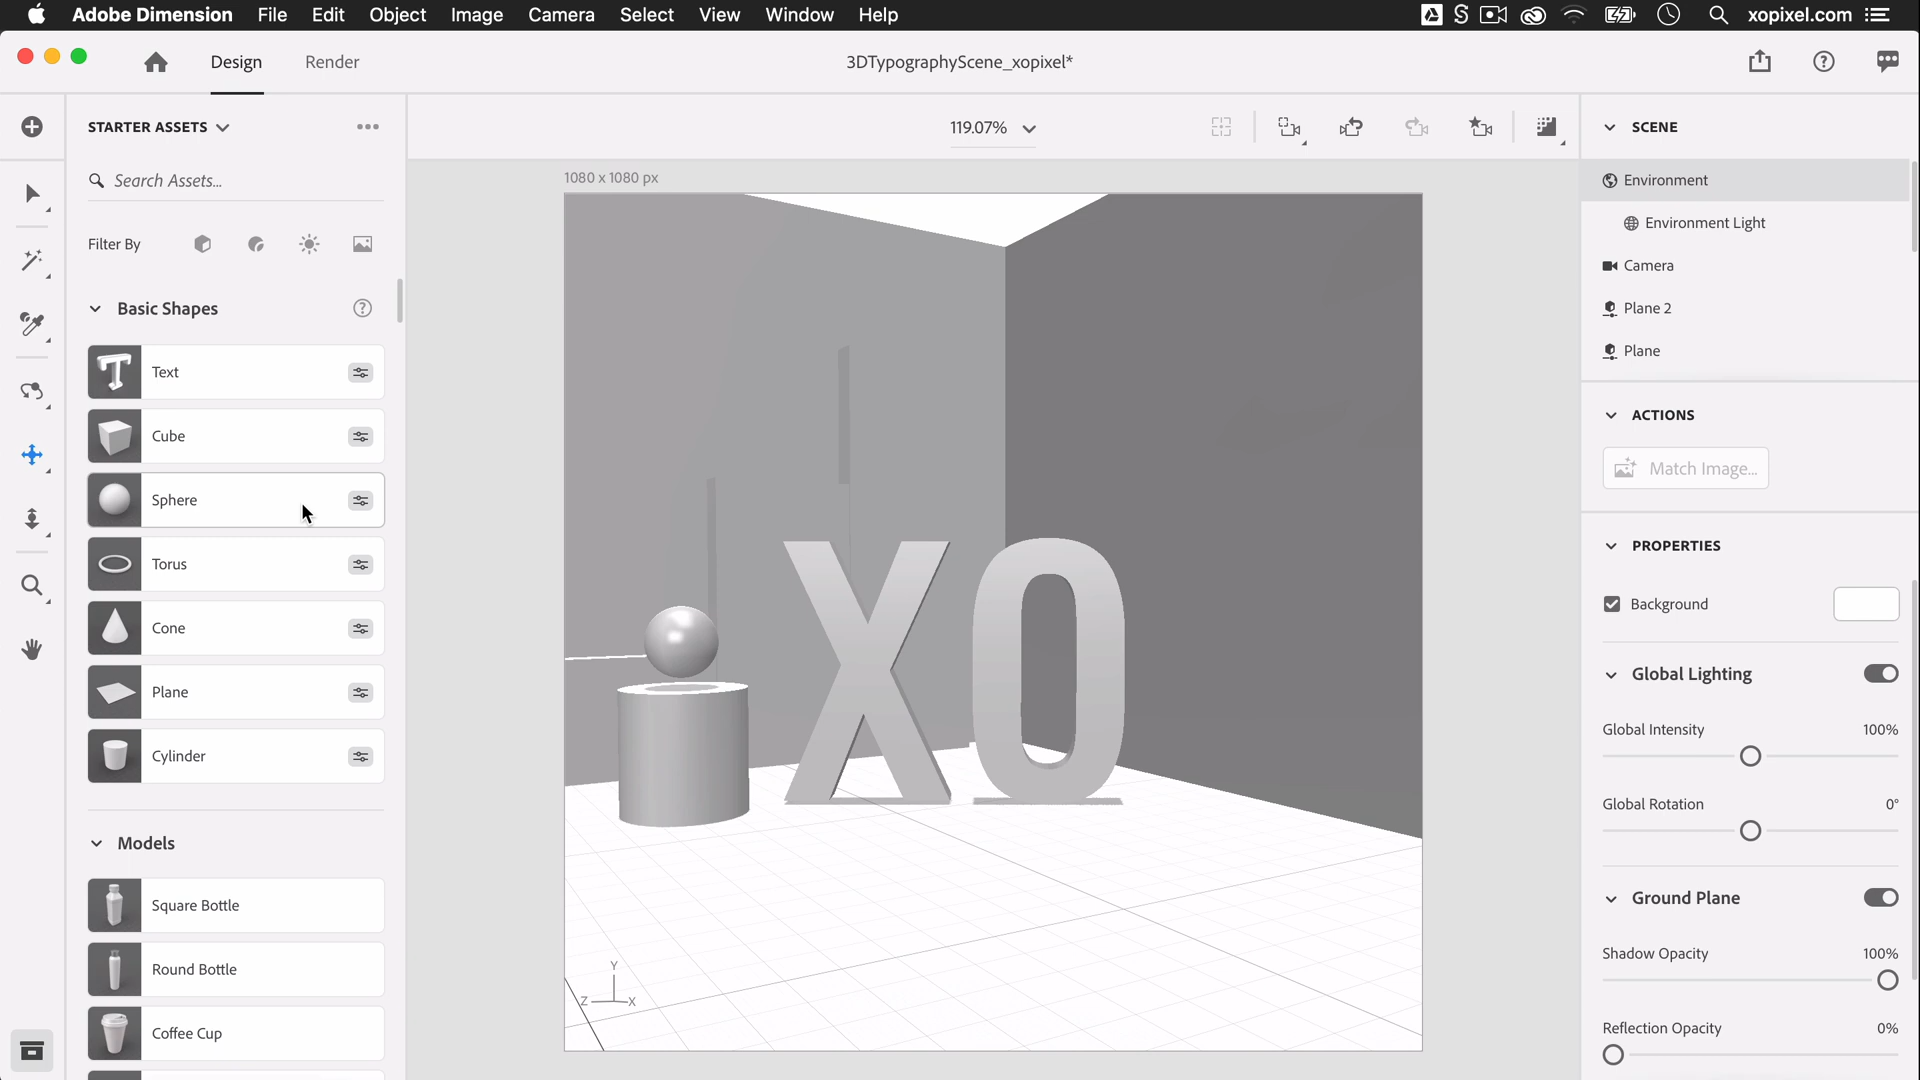 Adobe Dimension File Edit Object Image Camera Select View Window Help xopixel.com
Design Render 3DTypographyScene_xopixel*
STARTER ASSETS
Search Assets...
Filter By
Basic Shapes
Text
Cube
Sphere
Torus
Cone
Plane
Cylinder
Models
Square Bottle
Round Bottle
Coffee Cup
119.07%
1080 x 1080 px
XO
Y
Z X
SCENE
Environment
Environment Light
Camera
Plane 2
Plane
ACTIONS
Match Image...
PROPERTIES
Background
Global Lighting
Global Intensity 100%
Global Rotation 0°
Ground Plane
Shadow Opacity 100%
Reflection Opacity 0%